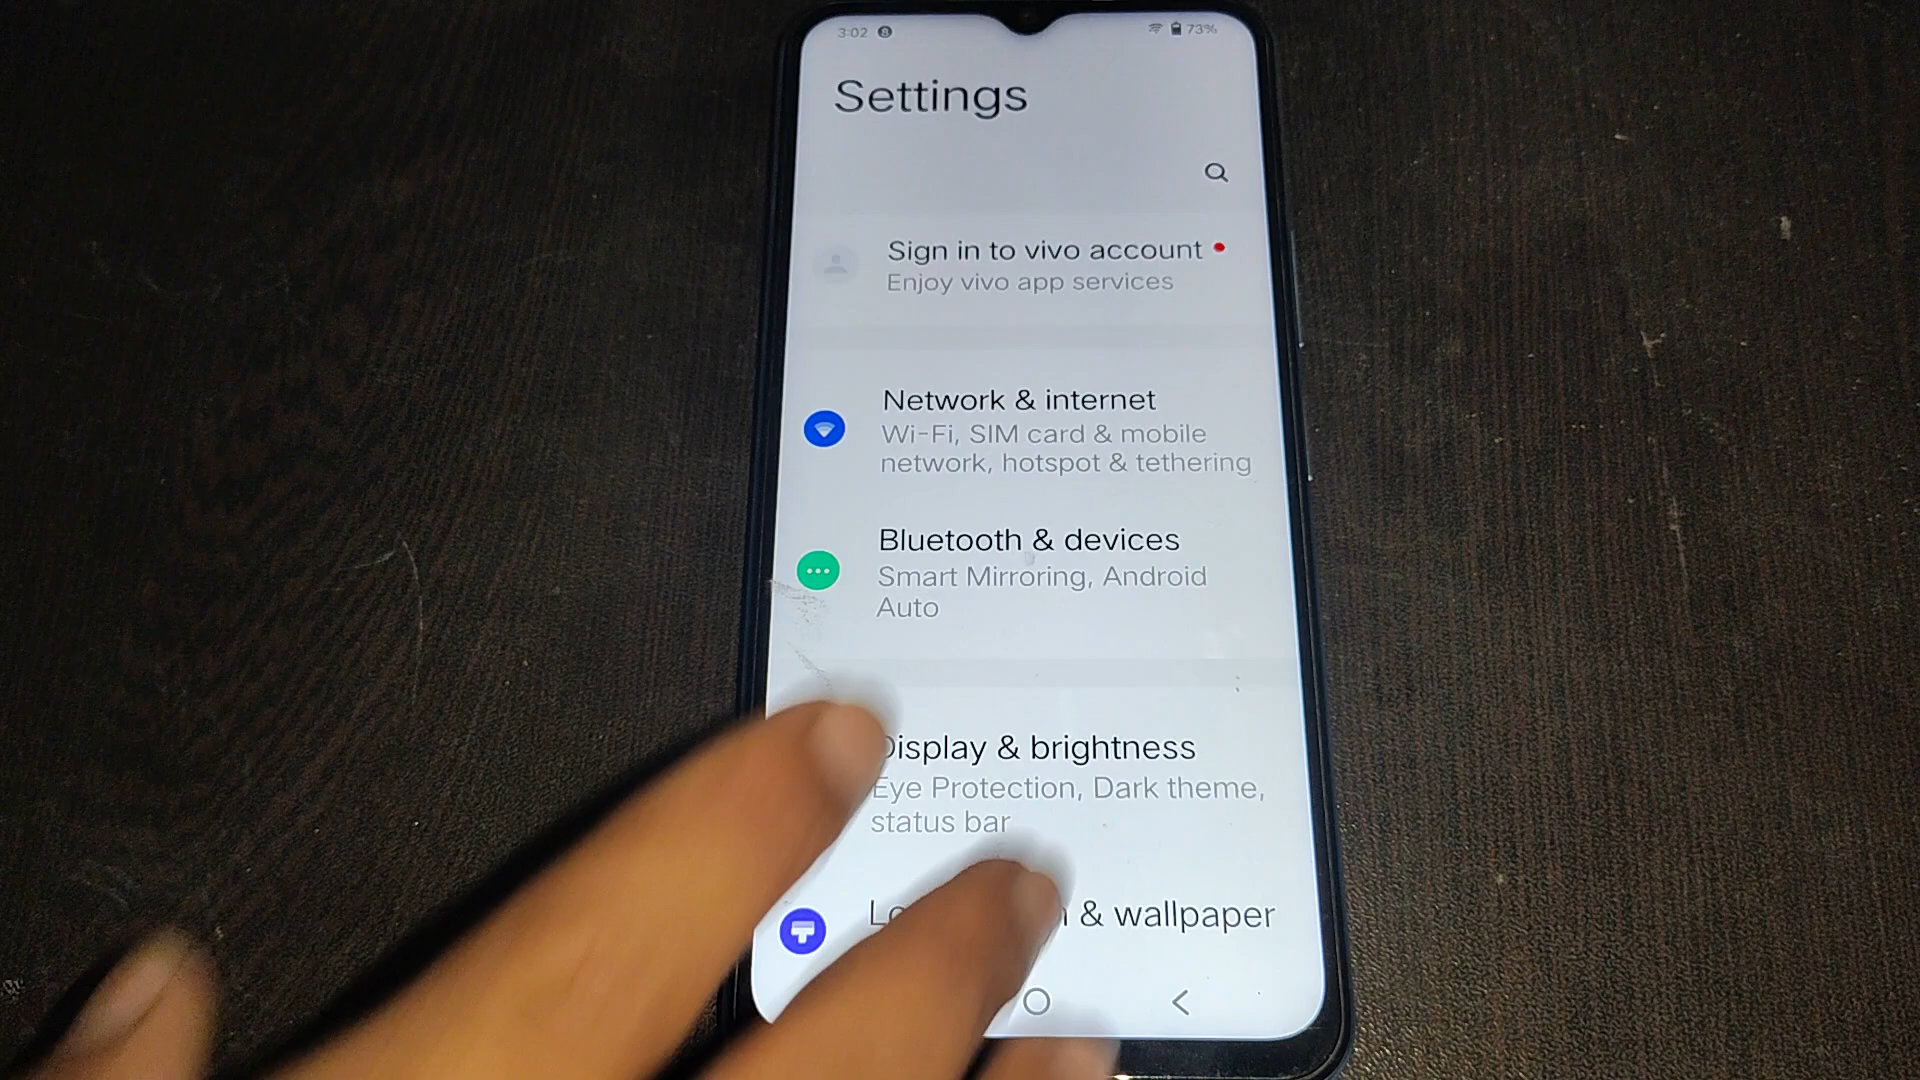 3:02
73%
Settings
Sign in to vivo account
Enjoy vivo app services
Network & internet
Wi-Fi, SIM card & mobile
network, hotspot & tethering
Bluetooth & devices
Smart Mirroring, Android
Auto
Display & brightness
Eye Protection, Dark theme,
status bar
& wallpaper